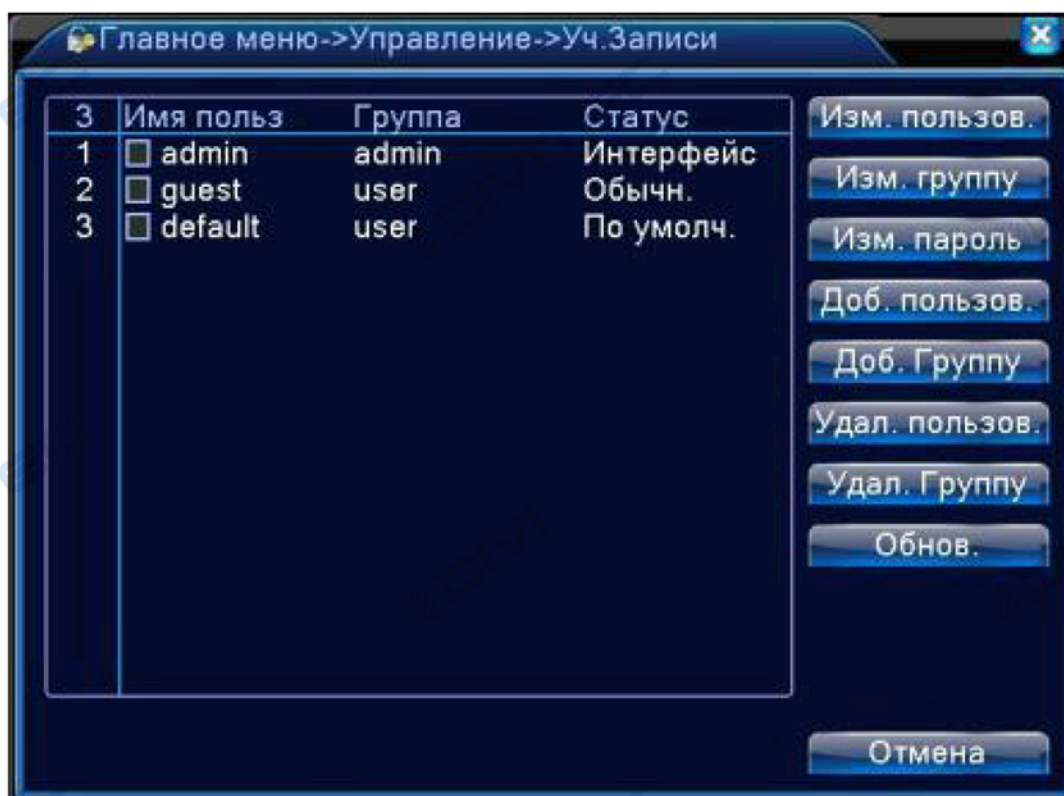 Главное меню->Управление->Уч.Записи
3 Имя польз Группа Статус
1 admin admin Интерфейс
2 guest user Обычн.
3 default user По умолч.
Изм. пользов.
Изм. группу
Изм. пароль
Доб. пользов.
Доб. Группу
Удал. пользов.
Удал. Группу
Обнов.
Отмена
DIVI